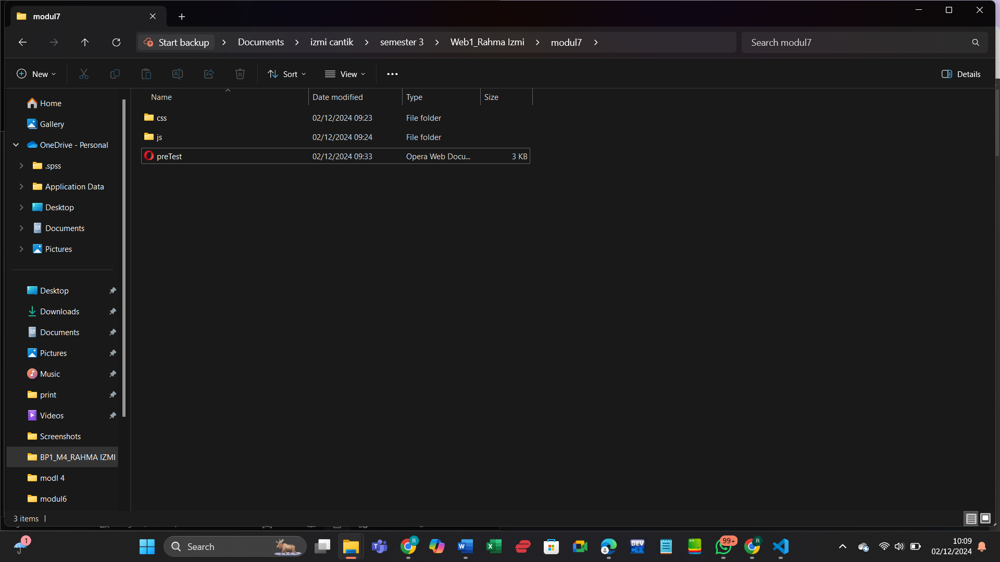 modul7
Start backup
Documents
izmi cantik
semester 3
Web1_Rahma Izmi
modul7
Search modul7
New
Sort
View
Details
Name
Date modified
Type
Size
css
02/12/2024 09:23
File folder
js
02/12/2024 09:24
File folder
preTest
02/12/2024 09:33
Opera Web Docu...
3 KB
Home
Gallery
OneDrive - Personal
.spss
Application Data
Desktop
Documents
Pictures
Desktop
Downloads
Documents
Pictures
Music
print
Videos
Screenshots
BP1_M4_RAHMA IZMI
modl 4
modul6
3 items
1
Search
R
DEV
C++
99+
R
10:09
02/12/2024